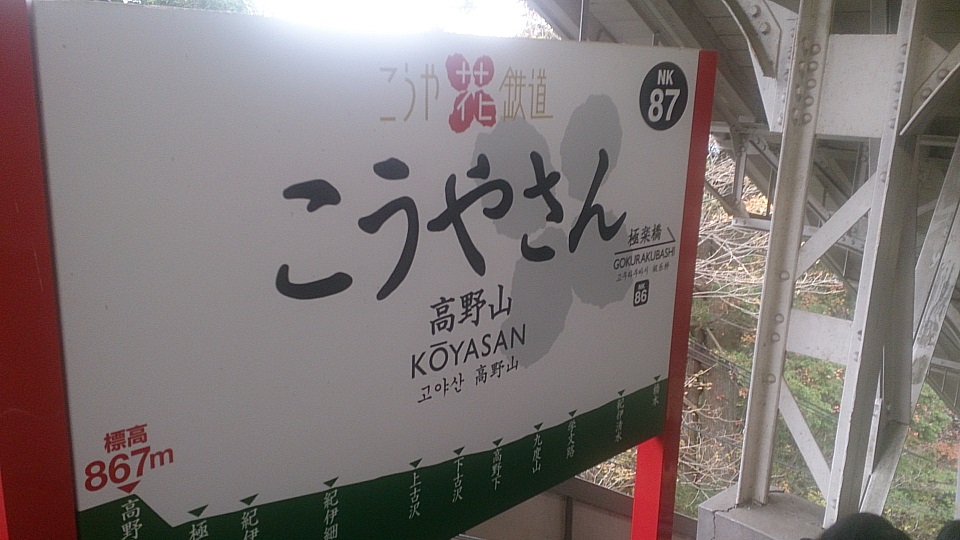 こうや花鉄道
NK
87
こうやさん
極楽橋
GOKURAKUBASHI
NK
86
高野山
KŌYASAN
고야산 高野山
標高
867m
高野
極
紀伊
紀伊細
上古沢
下古沢
高野下
九度山
学文路
紀伊清水
橋本